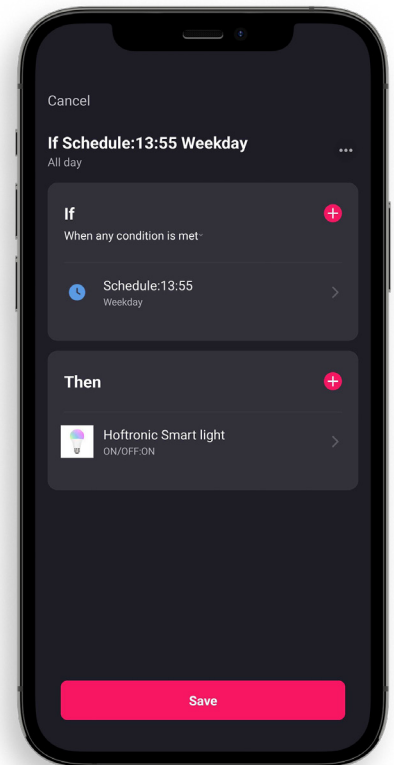 Cancel
If Schedule:13:55 Weekday
All day
If
When any condition is met
Schedule:13:55
Weekday
Then
Hoftronic Smart light
ON/OFF:ON
Save